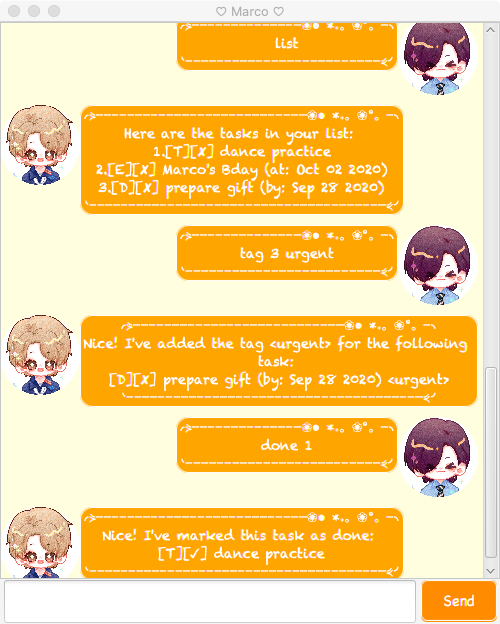 ♡ Marco ♡
list
Here are the tasks in your list:
1.[T][✗] dance practice
2.[E][✗] Marco's Bday (at: Oct 02 2020)
3.[D][✗] prepare gift (by: Sep 28 2020)
tag 3 urgent
Nice! I've added the tag <urgent> for the following
task:
[D][✗] prepare gift (by: Sep 28 2020) <urgent>
done 1
Nice! I've marked this task as done:
[T][✓] dance practice
Send